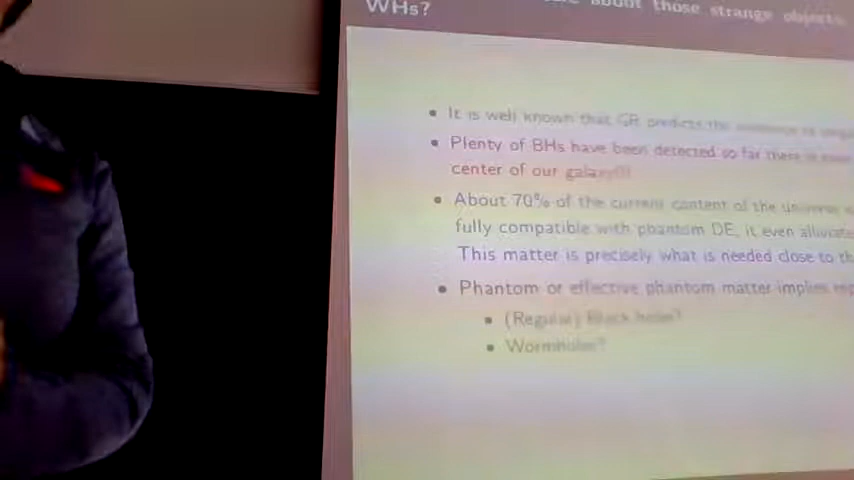 about those strange objects
WHs?
• It is well known that GR predicts the
• Plenty of BHs have been detected so far there is
center of our galaxy!!!
• About 70% of the current content of the universe
fully compatible with phantom DE, it even
This matter is precisely what is needed close to
• Phantom or effective phantom matter implies
• (Regular) Black holes?
• Wormholes?